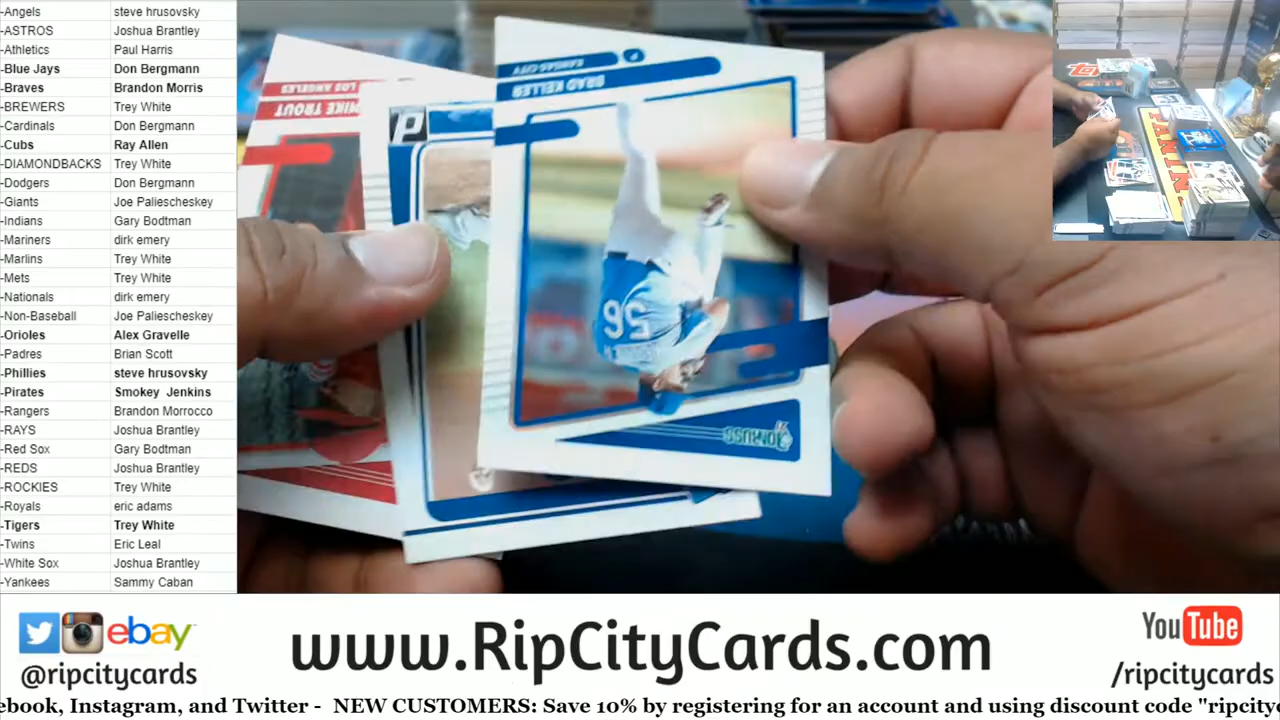 -Angels steve hrusovsky
-ASTROS Joshua Brantley
-Athletics Paul Harris
-Blue Jays Don Bergmann
-Braves Brandon Morris
-BREWERS Trey White
-Cardinals Don Bergmann
-Cubs Ray Allen
-DIAMONDBACKS Trey White
-Dodgers Don Bergmann
-Giants Joe Paliescheskey
-Indians Gary Bodtman
-Mariners dirk emery
-Marlins Trey White
-Mets Trey White
-Nationals dirk emery
-Non-Baseball Joe Paliescheskey
-Orioles Alex Gravelle
-Padres Brian Scott
-Phillies steve hrusovsky
-Pirates Smokey Jenkins
-Rangers Brandon Morrocco
-RAYS Joshua Brantley
-Red Sox Gary Bodtman
-REDS Joshua Brantley
-ROCKIES Trey White
-Royals eric adams
-Tigers Trey White
-Twins Eric Leal
-White Sox Joshua Brantley
-Yankees Sammy Caban
LOS ANGELES
MIKE TROUT
P
KANSAS CITY
P
BRAD KELLER
56
DONRUSS
PANINI
ebay
@ripcitycards
www.RipCityCards.com
YouTube
/ripcitycards
ebook, Instagram, and Twitter - NEW CUSTOMERS: Save 10% by registering for an account and using discount code "ripcity